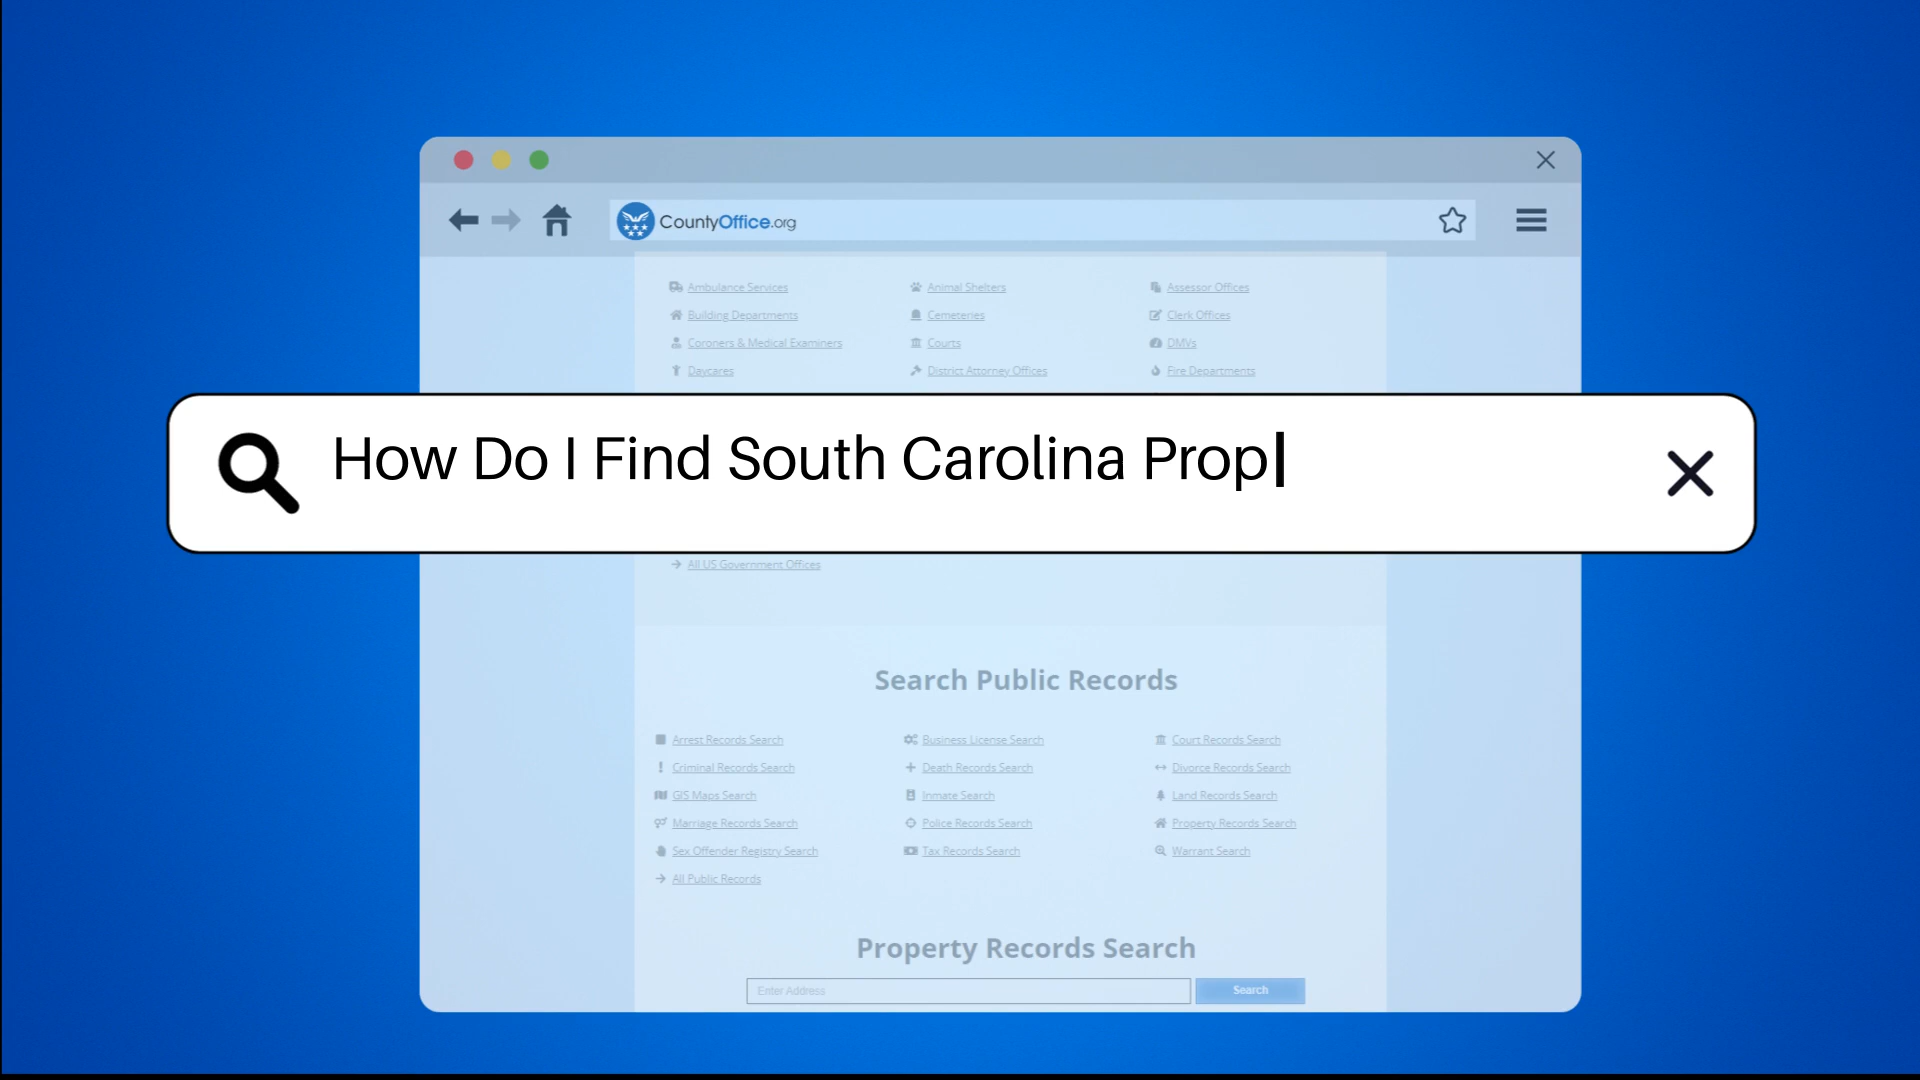 CountyOffice.org
Ambulance Services Animal Shelters Assessor Offices
Building Departments Cemeteries Clerk Offices
Coroners & Medical Examiners Courts DMVs
Daycares District Attorney Offices Fire Departments
How Do I Find South Carolina Prop
All US Government Offices
Search Public Records
Arrest Records Search Business License Search Court Records Search
Criminal Records Search Death Records Search Divorce Records Search
GIS Maps Search Inmate Search Land Records Search
Marriage Records Search Police Records Search Property Records Search
Sex Offender Registry Search Tax Records Search Warrant Search
All Public Records
Property Records Search
Enter Address Search